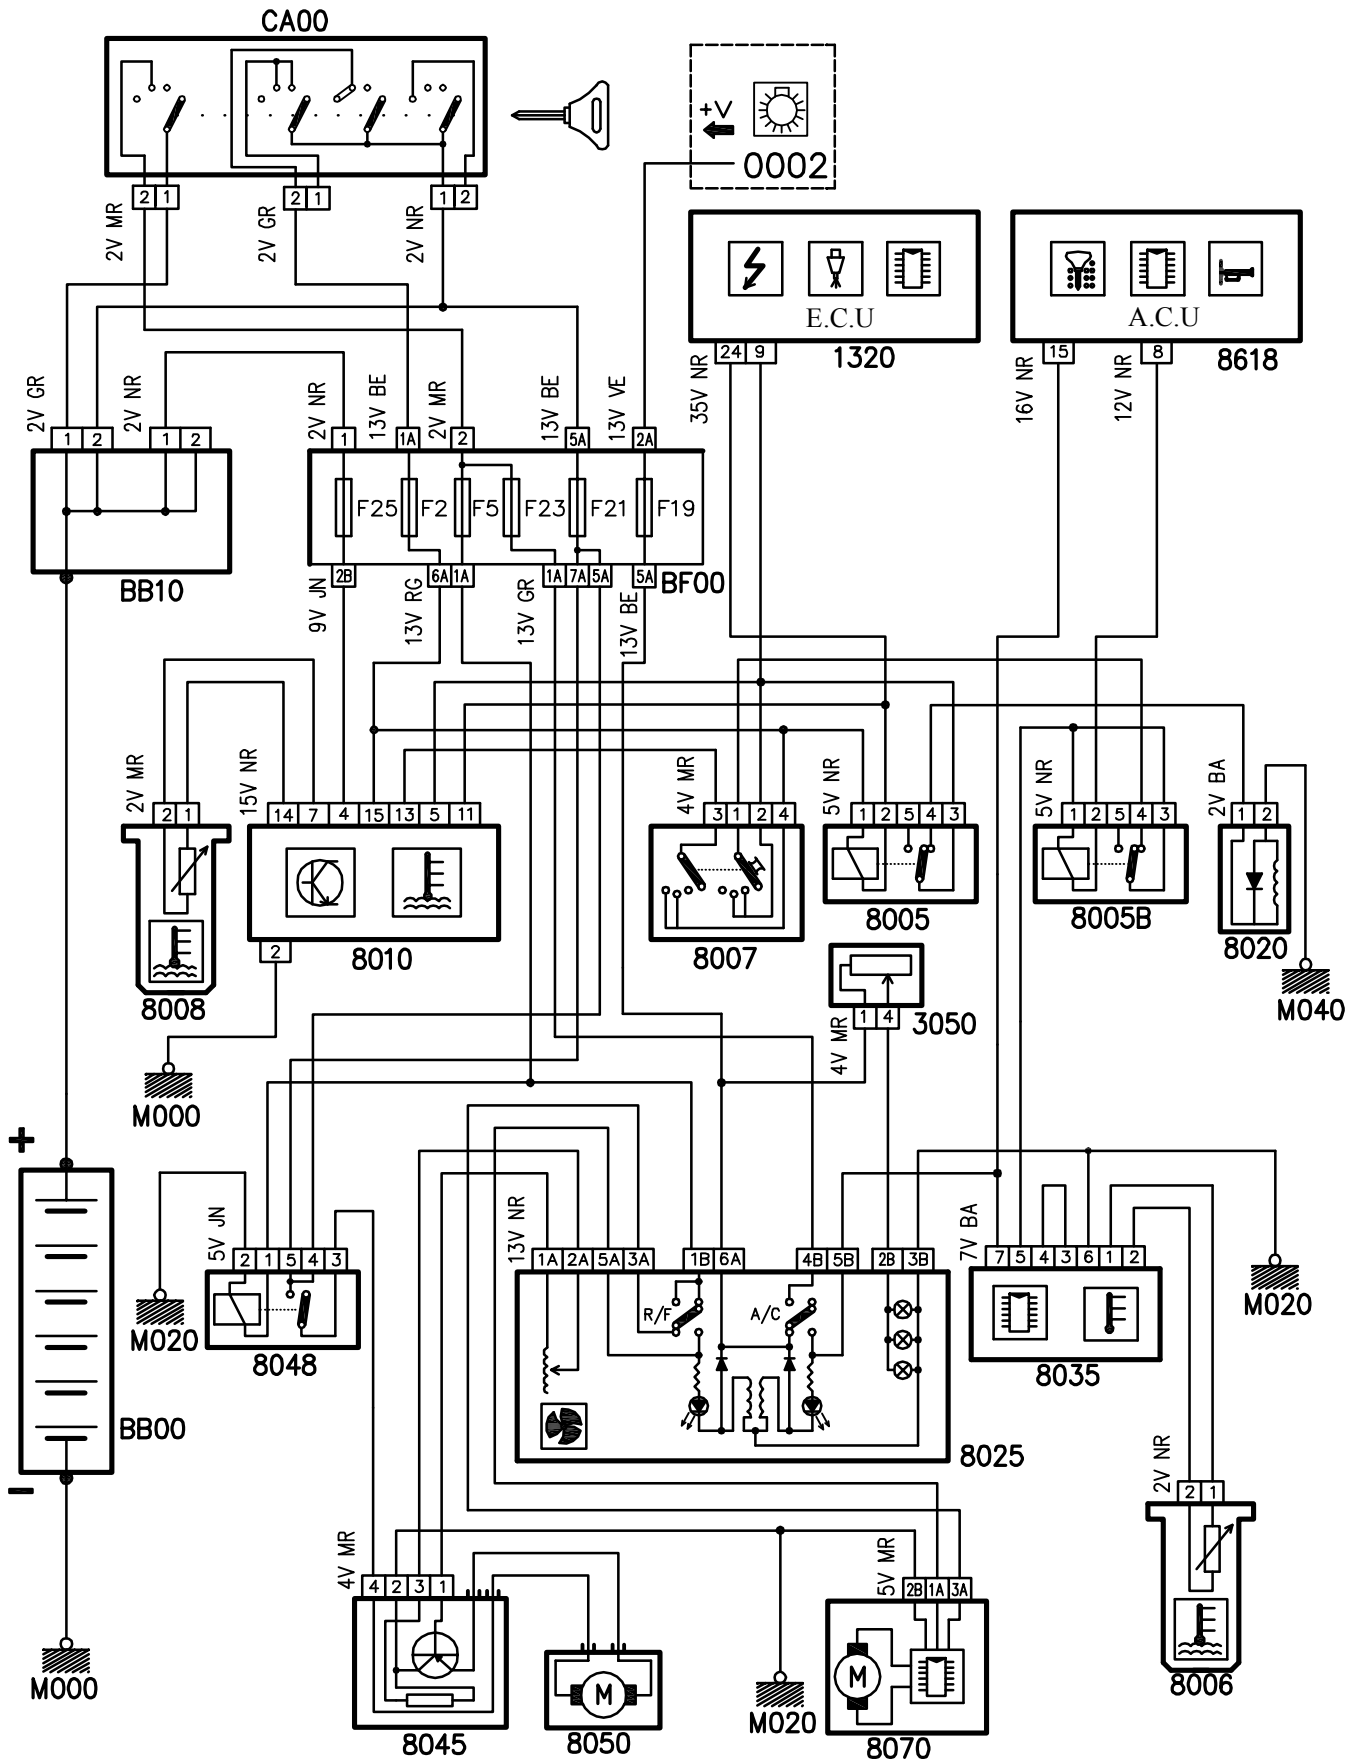 CA00
+V
0002
2 1
2 1
1 2
2V MR
2V GR
2V NR
E.C.U
A.C.U
1320
8618
24 9
15
8
35V NR
16V NR
12V NR
2V GR
2V NR
2V NR
13V BE
2V MR
13V BE
13V VE
1 2
1 2
1
1A
2
5A
2A
F25
F2
F5
F23
F21
F19
BB10
BF00
2B
6A 1A
1A 7A 5A
5A
9V JN
13V RG
13V GR
13V BE
2V MR
15V NR
4V MR
5V NR
5V NR
2V BA
2 1
14 7 4 15 13 5 11
3 1 2 4
1 2 5 4 3
1 2 5 4 3
1 2
8005
8005B
8020
2
8010
8007
8008
M040
1 4
3050
4V MR
M000
+
5V JN
13V NR
7V BA
2 1 5 4 3
1A 2A 5A 3A
1B 6A
4B 5B
2B 3B
7 5 4 3 6 1 2
R/F
A/C
M020
M020
8048
8035
BB00
8025
2V NR
2 1
-
4V MR
5V MR
4 2 3 1
2B 1A 3A
M
M
M000
8006
M020
8045
8050
8070